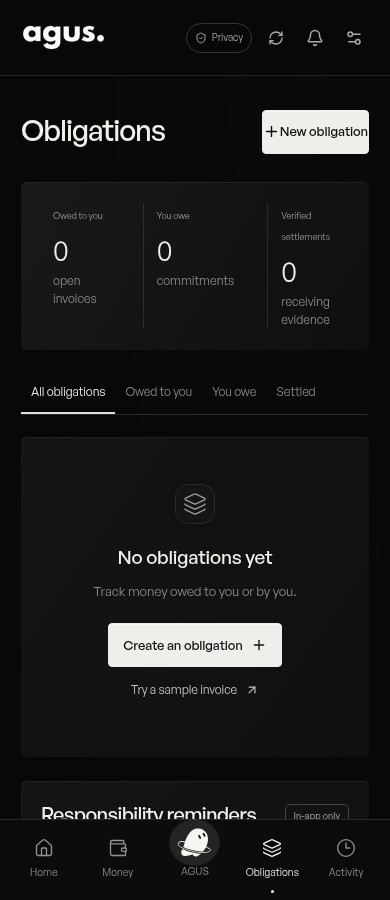 agus.
Privacy
Obligations
New obligation
Owed to you
0
open
invoices
You owe
0
commitments
Verified
settlements
0
receiving
evidence
All obligations
Owed to you
You owe
Settled
No obligations yet
Track money owed to you or by you.
Create an obligation
Try a sample invoice
Responsibility reminders
In-app only
Home
Money
AGUS
Obligations
Activity